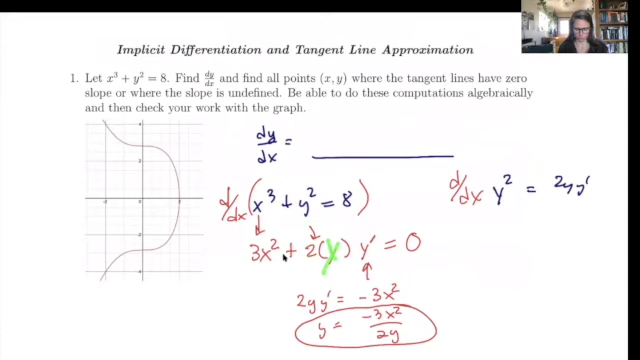 Implicit Differentiation and Tangent Line Approximation
1. Let x³ + y² = 8. Find dy/dx and find all points (x, y) where the tangent lines have zero
slope or where the slope is undefined. Be able to do these computations algebraically
and then check your work with the graph.
dy/dx = ____________
d/dx (x³ + y² = 8)
d/dx y² = 2yy'
3x² + 2(y) y' = 0
2yy' = -3x²
y = -3x²/2y